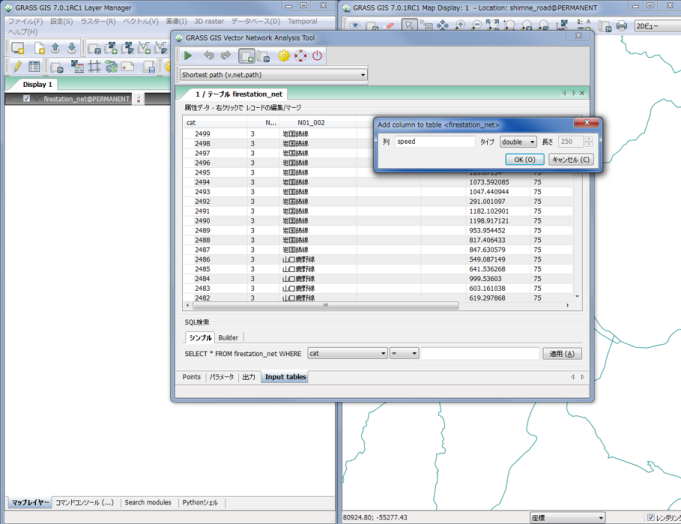 GRASS GIS 7.0.1RC1 Layer Manager
ファイル(F) 設定(S) ラスター(R) ベクトル(V) 画像(I) 3D raster データベース(D) Temporal
ヘルプ(H)
Display 1
firestation_net@PERMANENT
マップレイヤー コマンドコンソール (...) Search modules Pythonシェル
GRASS GIS 7.0.1RC1 Map Display: 1 - Location: shimne_road@PERMANENT
2Dビュー
GRASS GIS Vector Network Analysis Tool
Shortest path (v.net.path)
1 / テーブル firestation_net
属性データ - 右クリックで レコードの編集/マージ
cat N... N01_002
2499 3 岩国錦線
2498 3 岩国錦線
2497 3 岩国錦線
2496 3 岩国錦線
2495 3 岩国錦線 75
2494 3 岩国錦線 1073.592085 75
2493 3 岩国錦線 1047.440944 75
2492 3 岩国錦線 291.001097 75
2491 3 岩国錦線 1182.102901 75
2490 3 岩国錦線 1198.917121 75
2489 3 岩国錦線 953.954452 75
2488 3 岩国錦線 817.406433 75
2487 3 岩国錦線 847.630579 75
2486 3 山口鹿野線 549.087149 75
2485 3 山口鹿野線 641.536268 75
2484 3 山口鹿野線 999.53603 75
2483 3 山口鹿野線 603.161038 75
2482 3 山口鹿野線 619.297868 75
SQL検索
シンプル Builder
SELECT * FROM firestation_net WHERE cat = 適用 (A)
Points パラメータ 出力 Input tables
Add column to table <firestation_net>
列 speed タイプ double 長さ 250
OK (O) キャンセル (C)
80924.80; -55277.43 座標 レンダリング